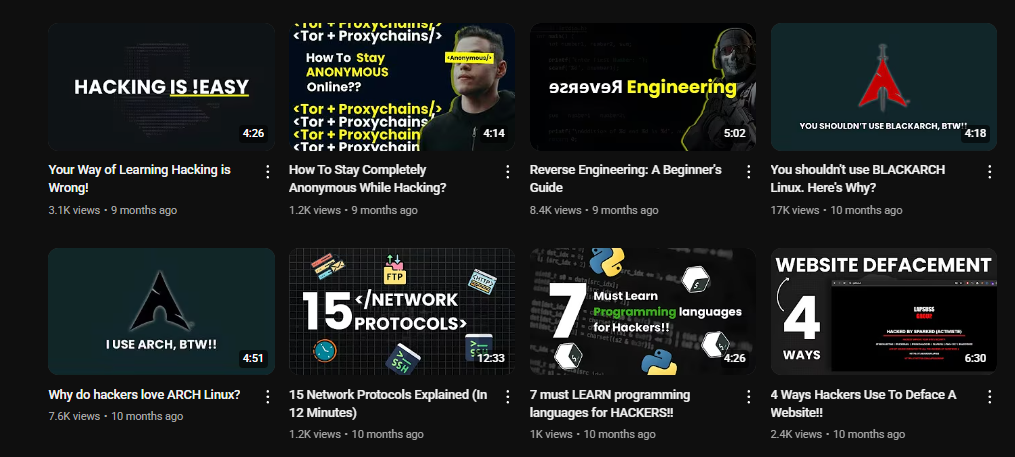 HACKING IS !EASY
4:26
<Tor + Proxychains/>
<Tor + Proxychains/>
How To Stay
ANONYMOUS
Online??
<Anonymous/>
<Tor + Proxychains/>
<Tor + Proxychains
<Tor + Proxychains
<Tor + Proxychains
4:14
Reverse Engineering
5:02
YOU SHOULDN'T USE BLACKARCH, BTW!!
4:18
Your Way of Learning Hacking is
Wrong!
3.1K views • 9 months ago
How To Stay Completely
Anonymous While Hacking?
1.2K views • 9 months ago
Reverse Engineering: A Beginner's
Guide
8.4K views • 9 months ago
You shouldn't use BLACKARCH
Linux. Here's Why?
17K views • 10 months ago
I USE ARCH, BTW!!
4:51
15 </NETWORK
PROTOCOLS>
FTP
HTTPS
>_SSH
12:33
7 Must Learn
Programming languages
for Hackers!!
4:26
WEBSITE DEFACEMENT
4
WAYS
6:30
Why do hackers love ARCH Linux?
7.6K views • 10 months ago
15 Network Protocols Explained (In
12 Minutes)
1.2K views • 10 months ago
7 must LEARN programming
languages for HACKERS!!
1K views • 10 months ago
4 Ways Hackers Use To Deface A
Website!!
2.4K views • 10 months ago